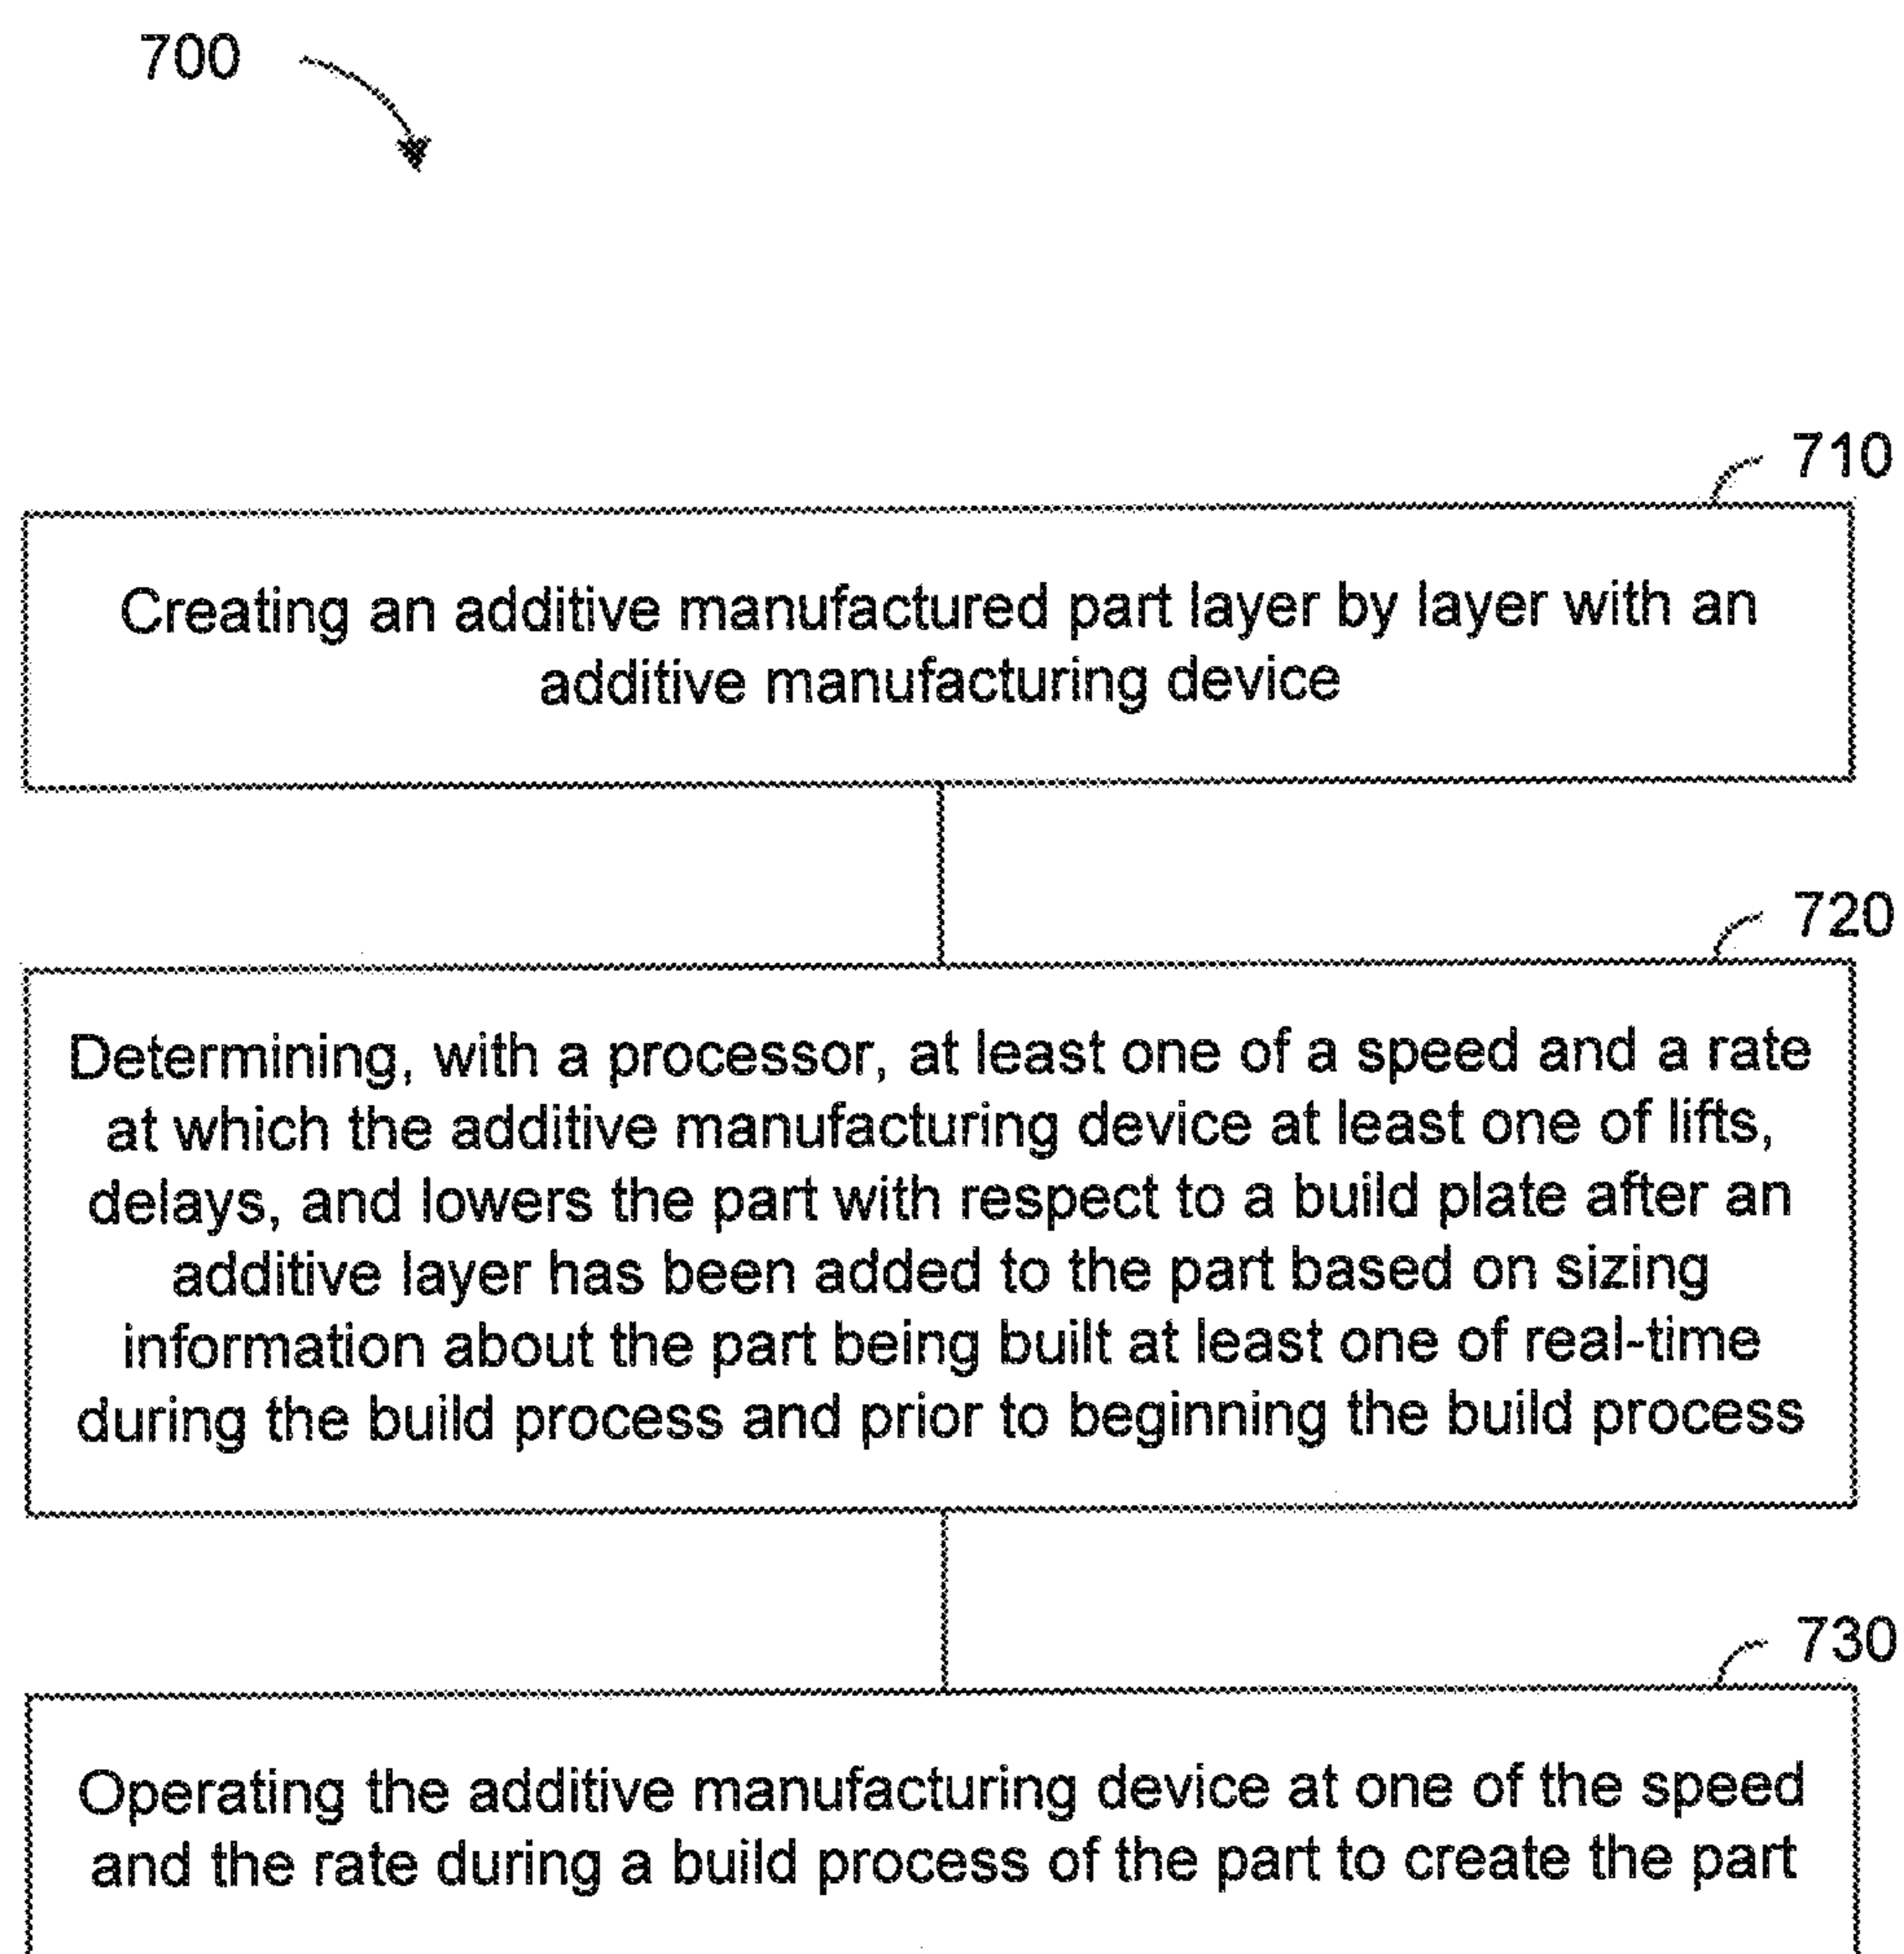 700
710
Creating an additive manufactured part layer by layer with an
additive manufacturing device
720
Determining, with a processor, at least one of a speed and a rate
at which the additive manufacturing device at least one of lifts,
delays, and lowers the part with respect to a build plate after an
additive layer has been added to the part based on sizing
information about the part being built at least one of real-time
during the build process and prior to beginning the build process
730
Operating the additive manufacturing device at one of the speed
and the rate during a build process of the part to create the part